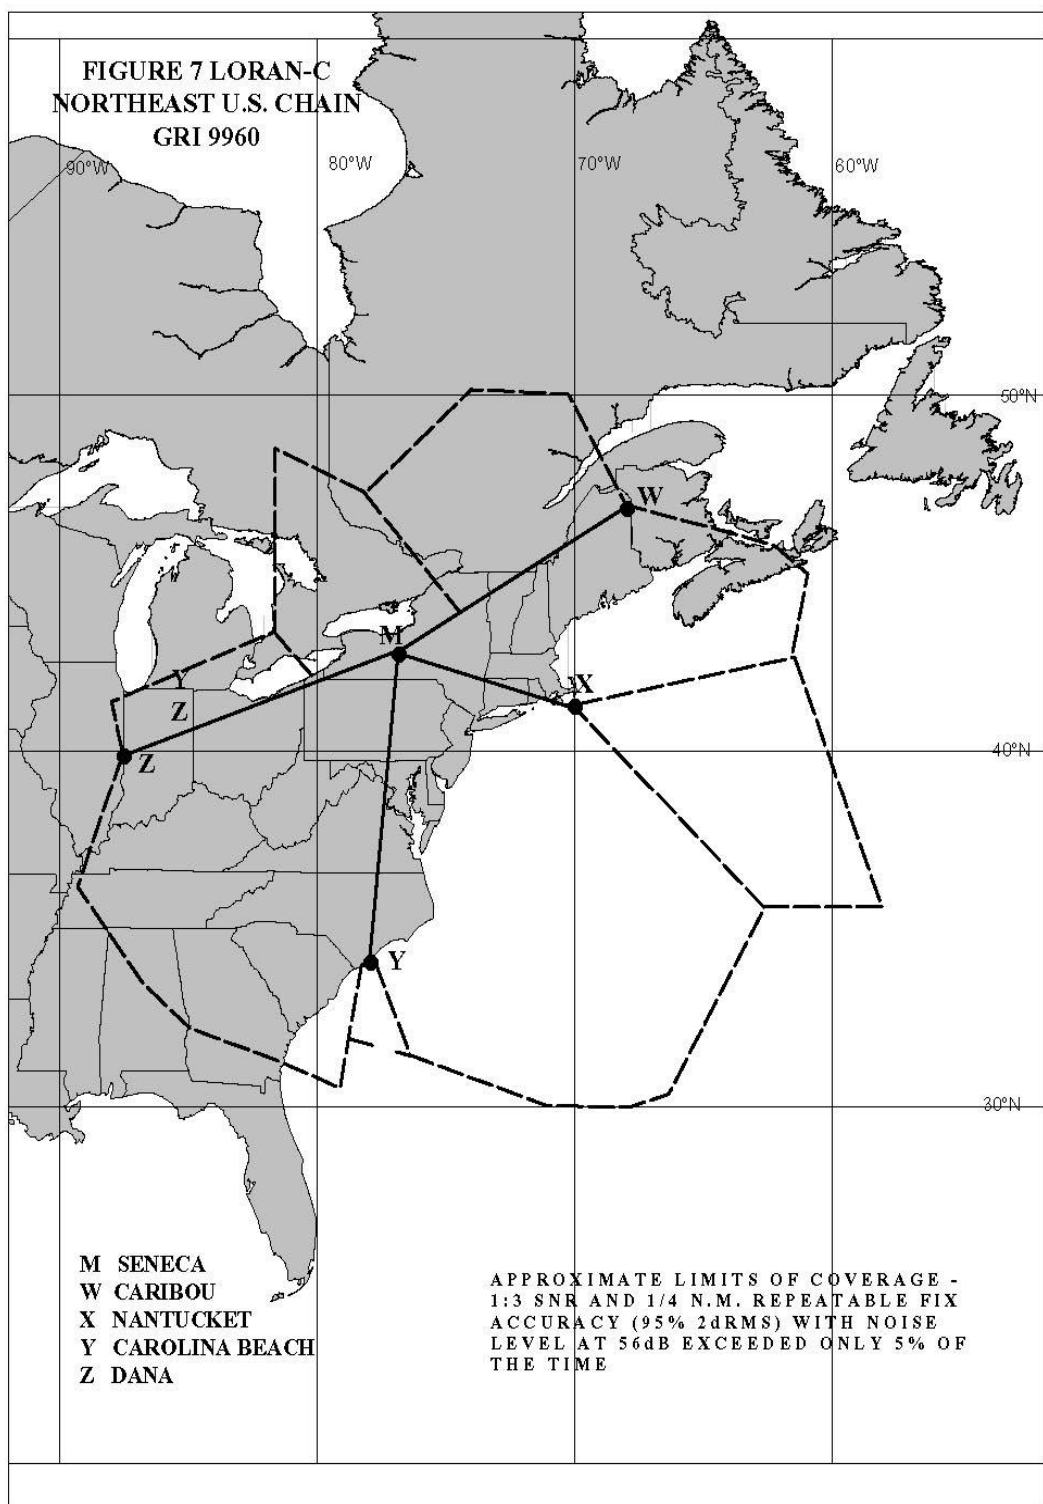 FIGURE 7 LORAN-C
NORTHEAST U.S. CHAIN
GRI 9960
90°W
80°W
70°W
60°W
50°N
W
M
X
Y
Z
Z
40°N
Y
30°N
M SENECA
W CARIBOU
X NANTUCKET
Y CAROLINA BEACH
Z DANA
APPROXIMATE LIMITS OF COVERAGE -
1:3 SNR AND 1/4 N.M. REPEATABLE FIX
ACCURACY (95% 2dRMS) WITH NOISE
LEVEL AT 56dB EXCEEDED ONLY 5% OF
THE TIME